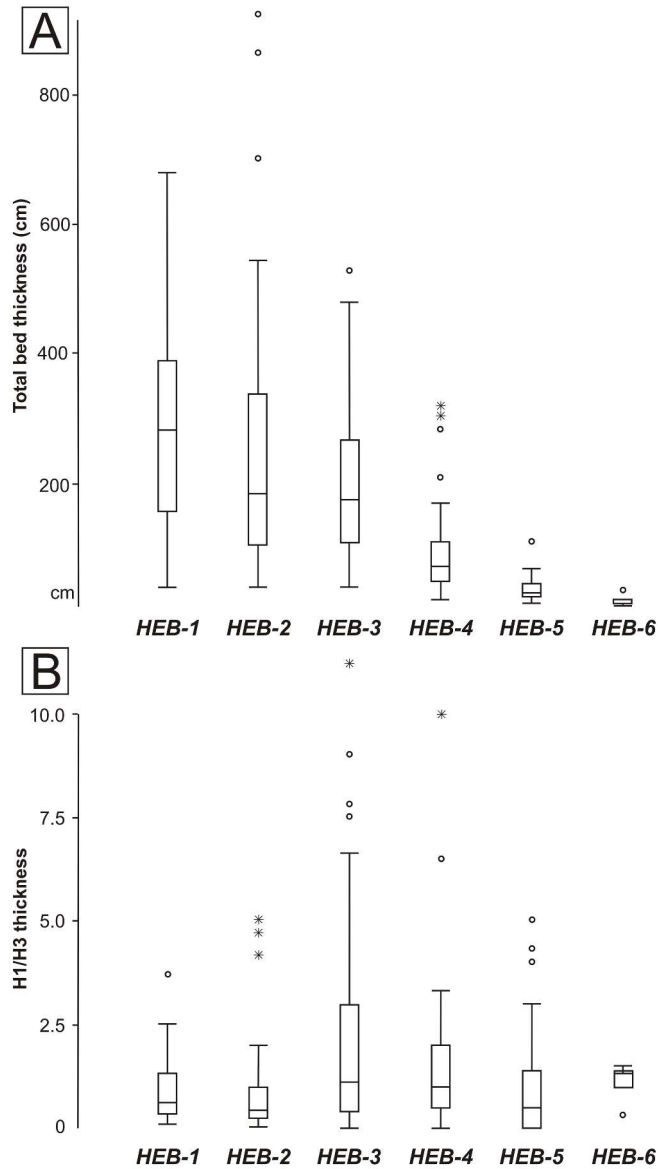 A
Total bed thickness (cm)
800
600
400
200
cm
HEB-1 HEB-2 HEB-3 HEB-4 HEB-5 HEB-6
B
H1/H3 thickness
10.0
7.5
5.0
2.5
0
HEB-1 HEB-2 HEB-3 HEB-4 HEB-5 HEB-6